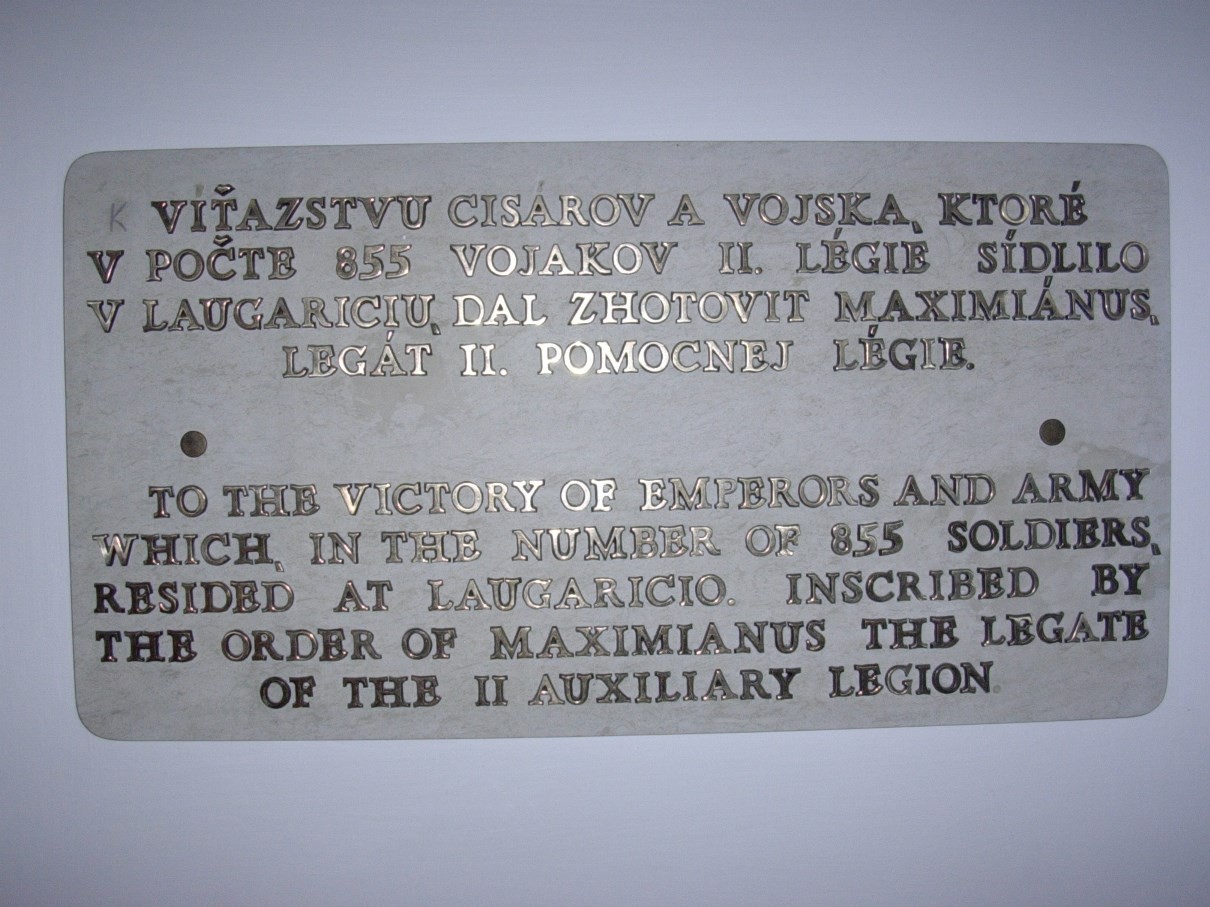 K VÍŤAZSTVU CISÁROV A VOJSKA, KTORÉ
V POČTE 855 VOJAKOV II. LÉGIE SÍDLILO
V LAUGARICIU, DAL ZHOTOVIT MAXIMIÁNUS,
LEGÁT II. POMOCNEJ LÉGIE.
TO THE VICTORY OF EMPERORS AND ARMY
WHICH, IN THE NUMBER OF 855 SOLDIERS,
RESIDED AT LAUGARICIO. INSCRIBED BY
THE ORDER OF MAXIMIANUS THE LEGATE
OF THE II AUXILIARY LEGION.